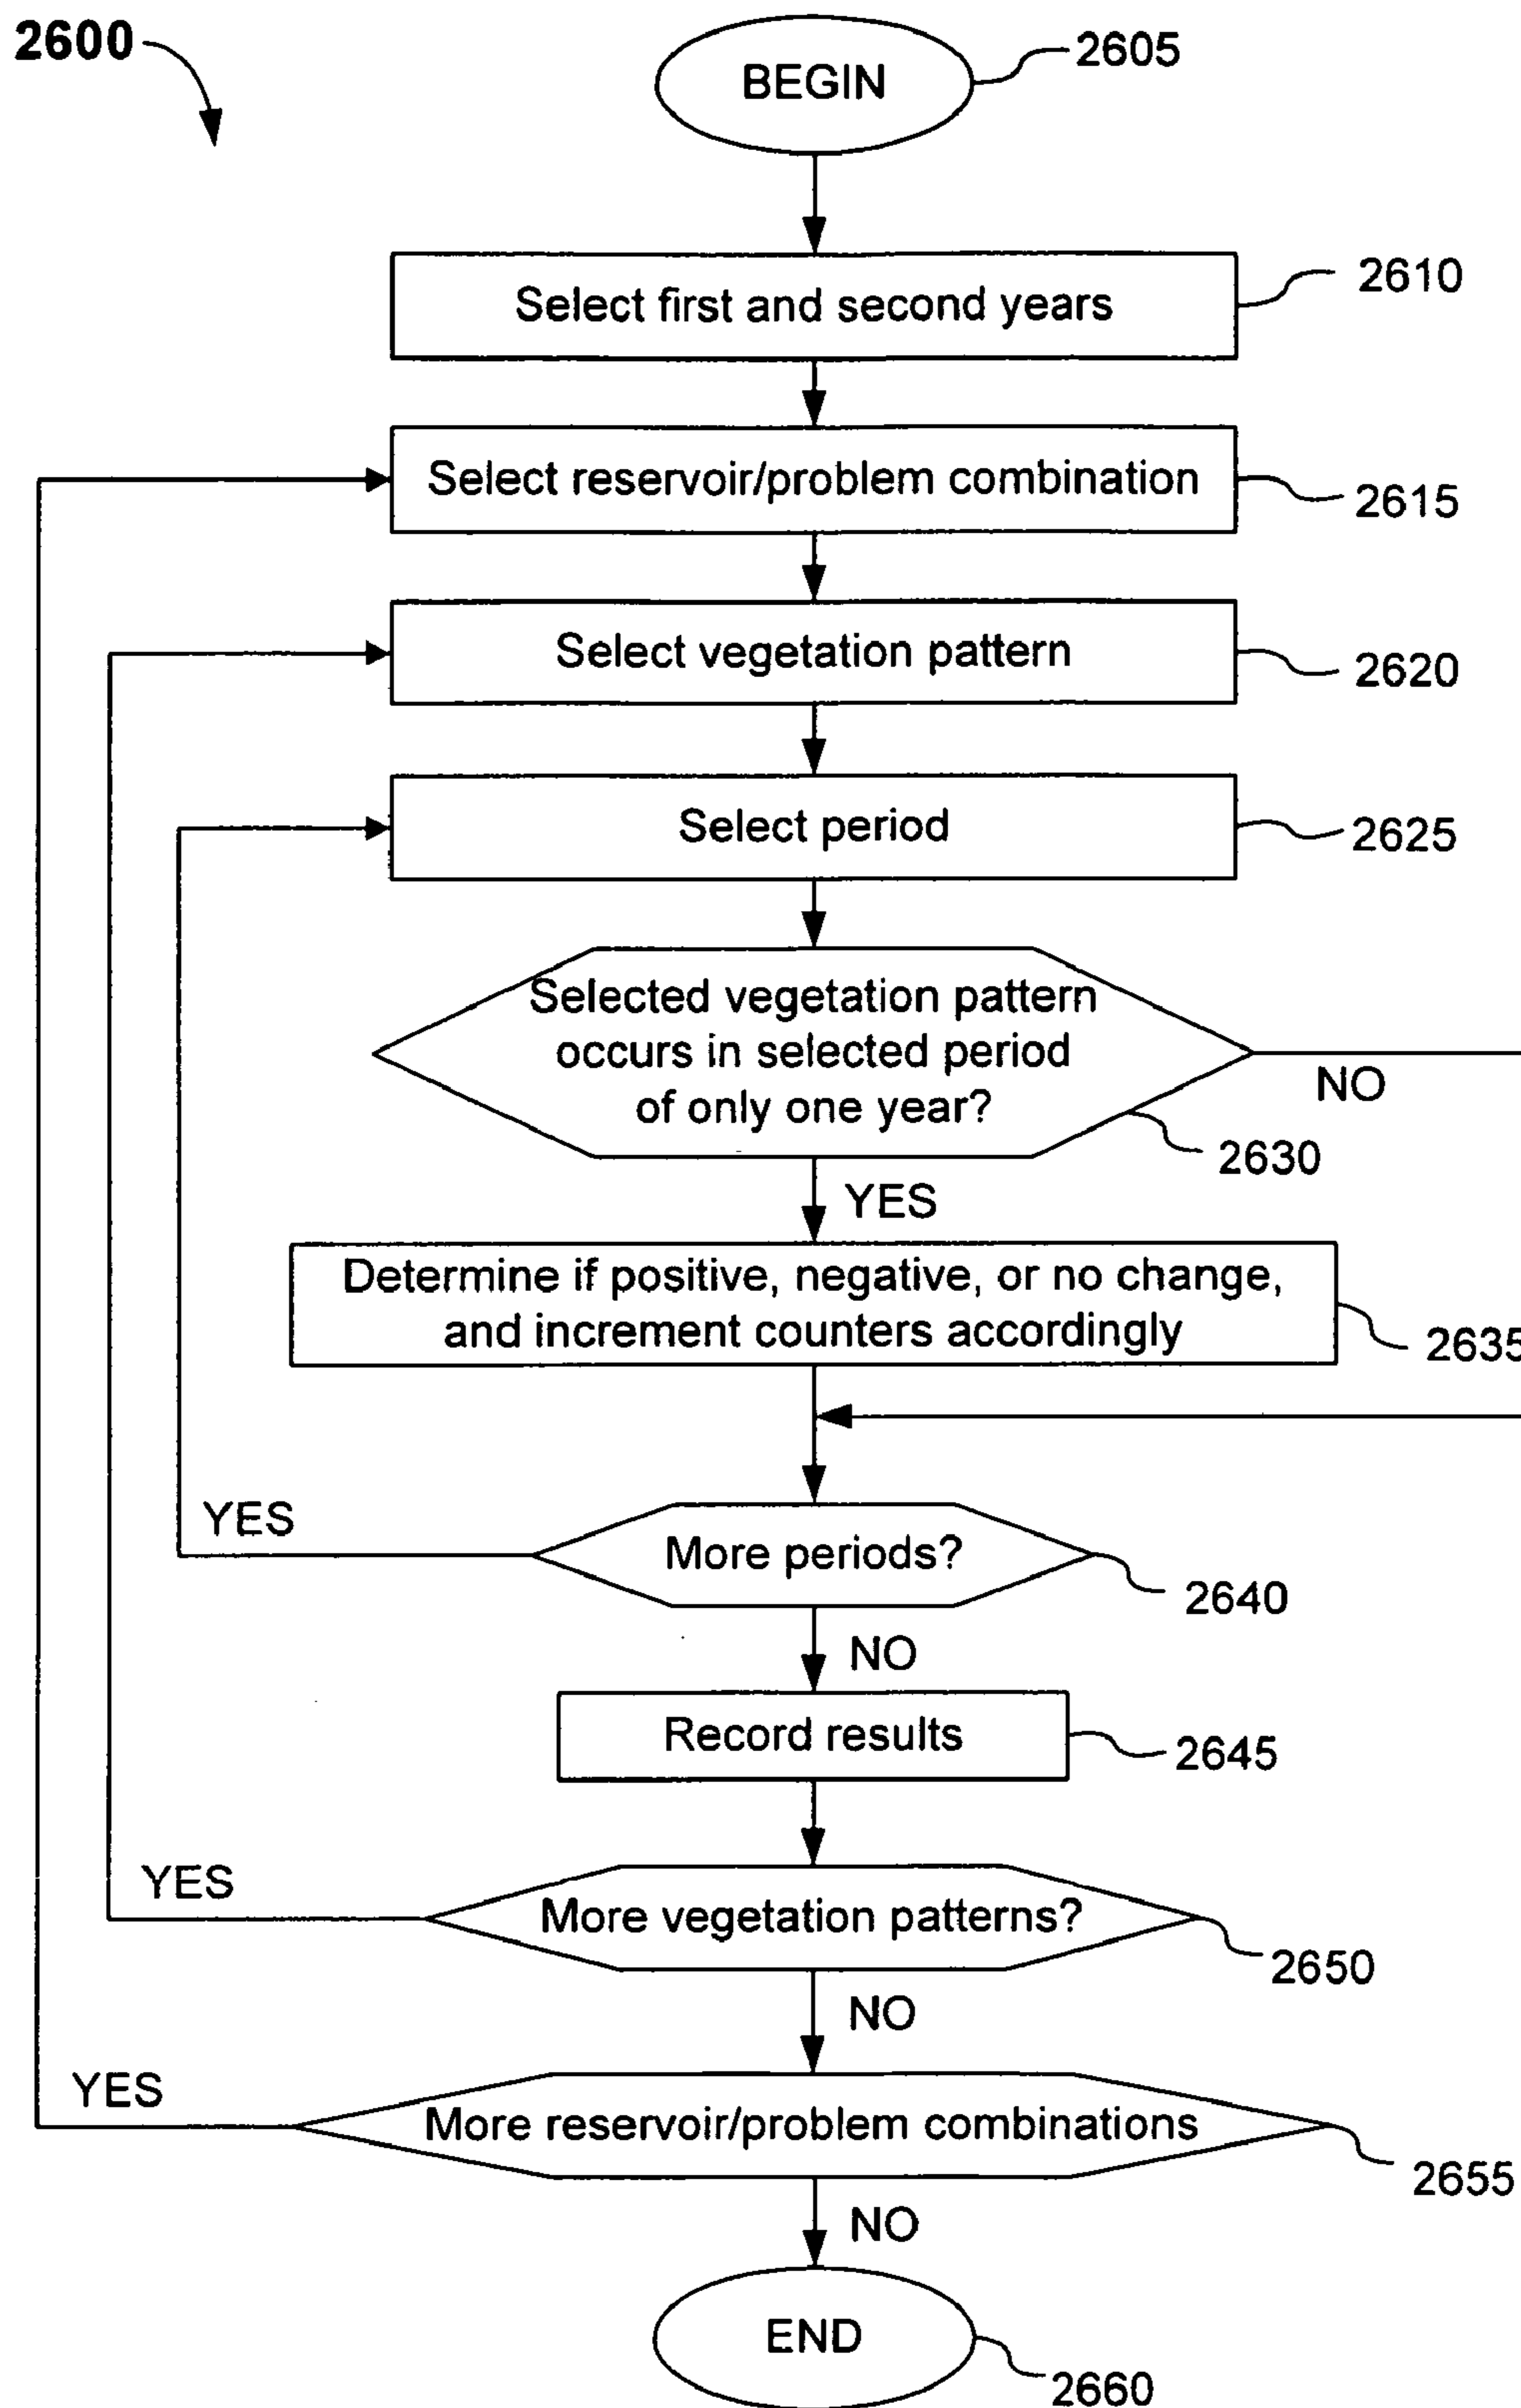 2600
BEGIN
2605
Select first and second years
2610
Select reservoir/problem combination
2615
Select vegetation pattern
2620
Select period
2625
Selected vegetation pattern
occurs in selected period
of only one year?
NO
2630
YES
Determine if positive, negative, or no change,
and increment counters accordingly
2635
YES
More periods?
2640
NO
Record results
2645
YES
More vegetation patterns?
2650
NO
YES
More reservoir/problem combinations
2655
NO
END
2660